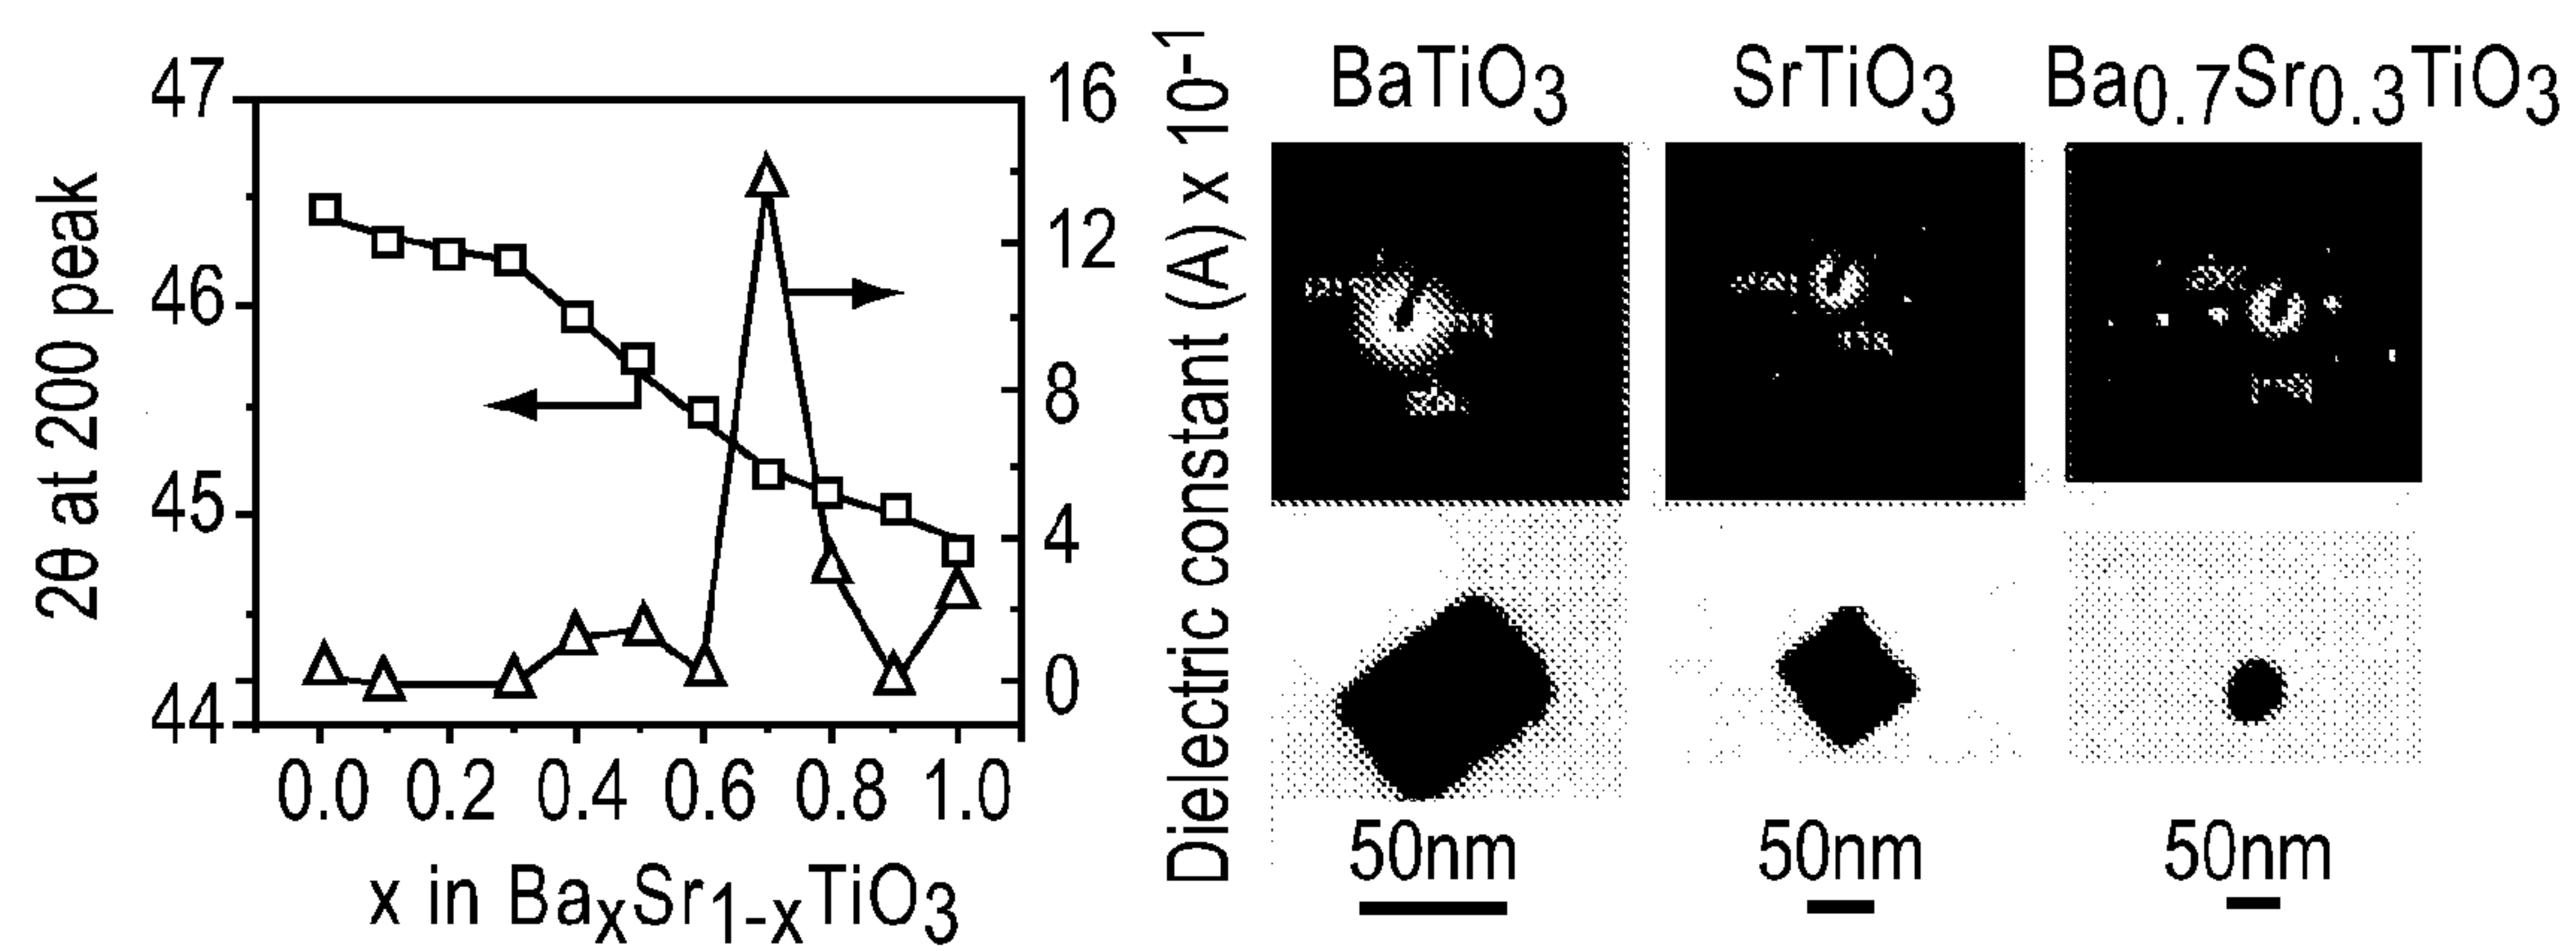 2θ at 200 peak
47
46
45
44
0.0 0.2 0.4 0.6 0.8 1.0
x in BaxSr1-xTiO3
16
12
8
4
0
Dielectric constant (A) x 10-1
BaTiO3
SrTiO3
Ba0.7Sr0.3TiO3
50nm
50nm
50nm